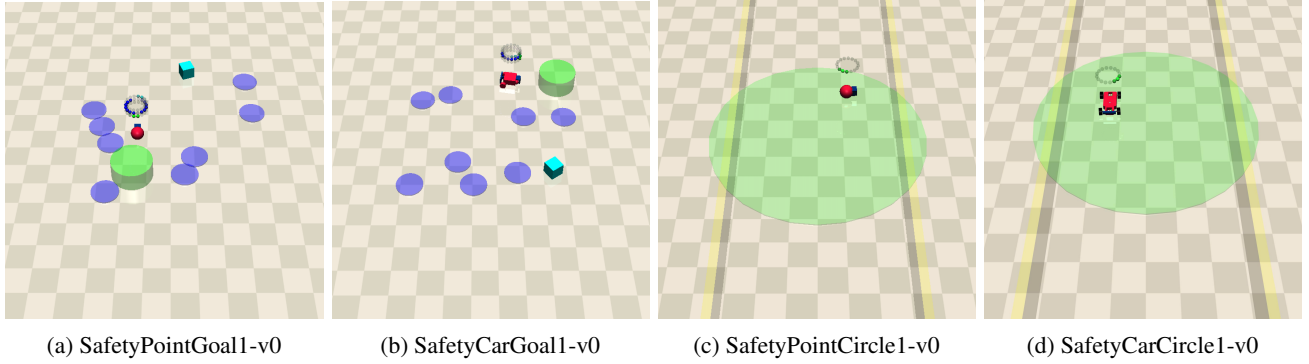 (a) SafetyPointGoal1-v0
(b) SafetyCarGoal1-v0
(c) SafetyPointCircle1-v0
(d) SafetyCarCircle1-v0